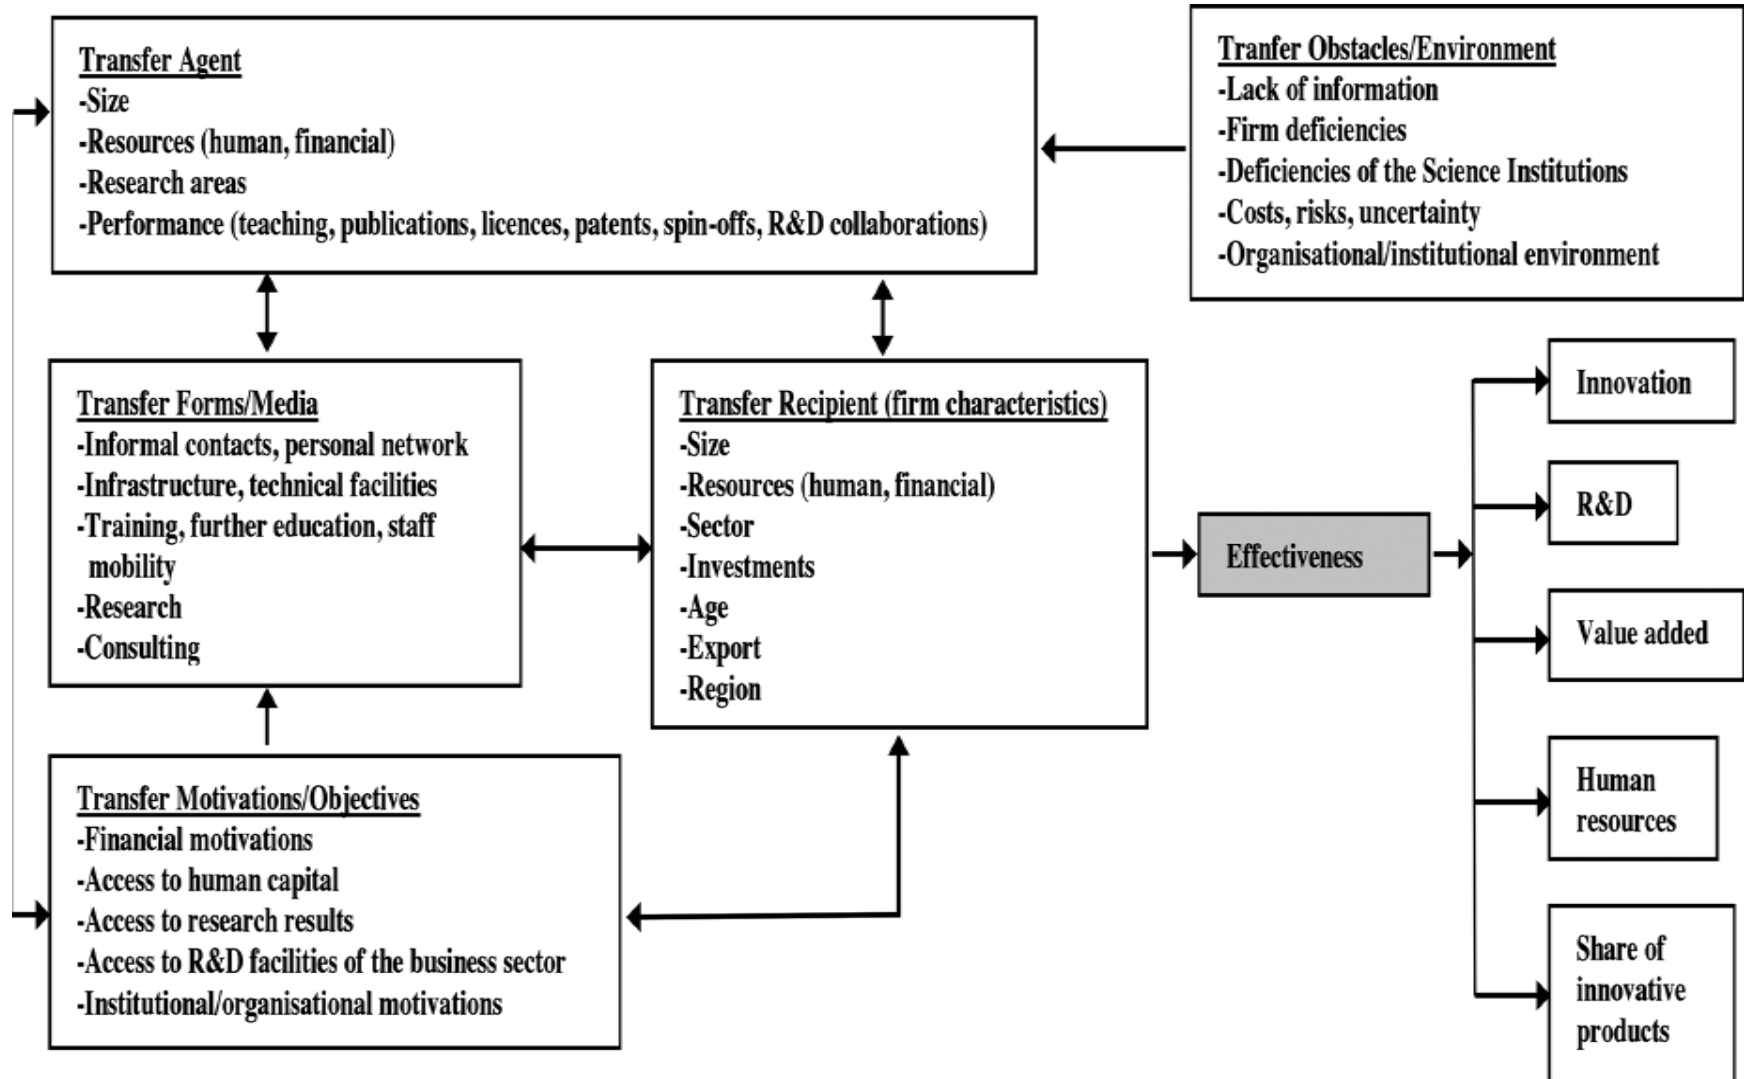 Transfer Agent
-Size
-Resources (human, financial)
-Research areas
-Performance (teaching, publications, licences, patents, spin-offs, R&D collaborations)
Tranfer Obstacles/Environment
-Lack of information
-Firm deficiencies
-Deficiencies of the Science Institutions
-Costs, risks, uncertainty
-Organisational/institutional environment
Transfer Forms/Media
-Informal contacts, personal network
-Infrastructure, technical facilities
-Training, further education, staff
mobility
-Research
-Consulting
Transfer Recipient (firm characteristics)
-Size
-Resources (human, financial)
-Sector
-Investments
-Age
-Export
-Region
Effectiveness
Innovation
R&D
Value added
Human
resources
Share of
innovative
products
Transfer Motivations/Objectives
-Financial motivations
-Access to human capital
-Access to research results
-Access to R&D facilities of the business sector
-Institutional/organisational motivations